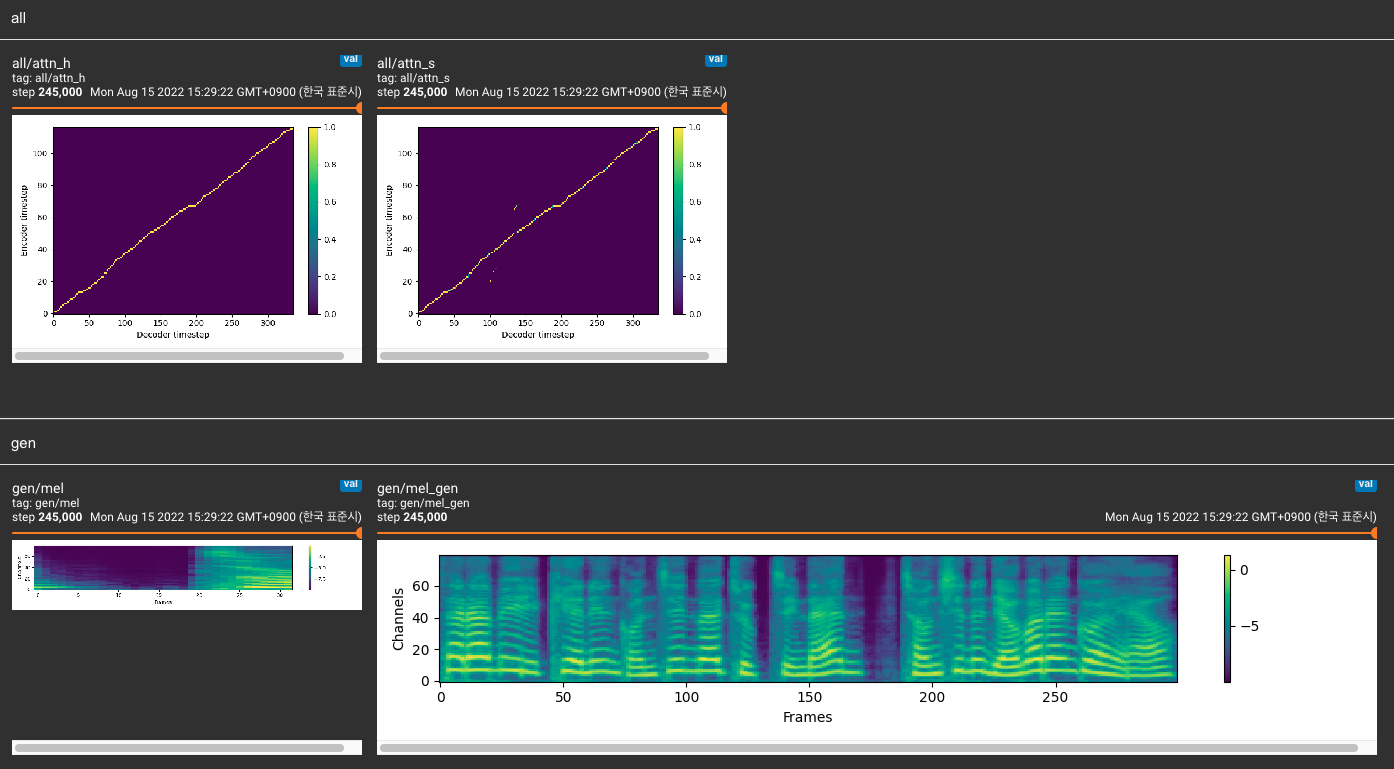 all
all/attn_h
val
tag: all/attn_h
step 245,000 Mon Aug 15 2022 15:29:22 GMT+0900 (한국 표준시)
all/attn_s
val
tag: all/attn_s
step 245,000 Mon Aug 15 2022 15:29:22 GMT+0900 (한국 표준시)
Encoder timestep
100
80
60
40
20
0
0 50 100 150 200 250 300
Decoder timestep
1.0
0.8
0.6
0.4
0.2
0.0
Encoder timestep
100
80
60
40
20
0
0 50 100 150 200 250 300
Decoder timestep
1.0
0.8
0.6
0.4
0.2
0.0
gen
gen/mel
val
tag: gen/mel
step 245,000 Mon Aug 15 2022 15:29:22 GMT+0900 (한국 표준시)
gen/mel_gen
val
tag: gen/mel_gen
step 245,000 Mon Aug 15 2022 15:29:22 GMT+0900 (한국 표준시)
0 5 10 15 20 25 30
Frames
Channels
60
40
20
0
0 50 100 150 200 250
Frames
0
−5